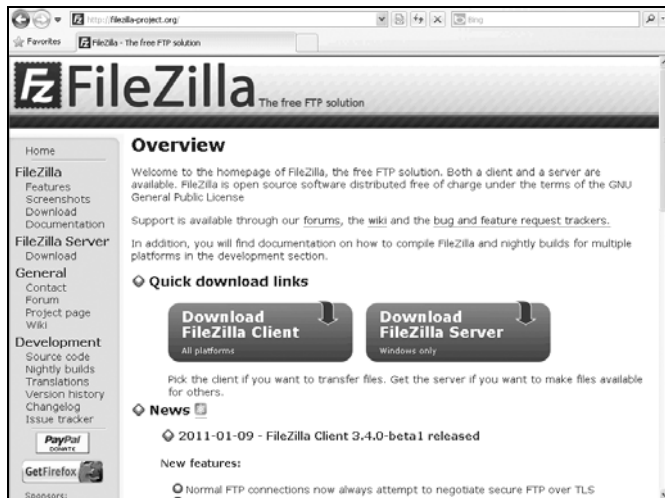 http://filezilla-project.org/
Bing
Favorites
FileZilla - The free FTP solution
Fz FileZilla The free FTP solution
Home
FileZilla
Features
Screenshots
Download
Documentation
FileZilla Server
Download
General
Contact
Forum
Project page
Wiki
Development
Source code
Nightly builds
Translations
Version history
Changelog
Issue tracker
PayPal
DONATE
GetFirefox
Sponsors:
Overview
Welcome to the homepage of FileZilla, the free FTP solution. Both a client and a server are
available. FileZilla is open source software distributed free of charge under the terms of the GNU
General Public License
Support is available through our forums, the wiki and the bug and feature request trackers.
In addition, you will find documentation on how to compile FileZilla and nightly builds for multiple
platforms in the development section.
Quick download links
Download
FileZilla Client
All platforms
Download
FileZilla Server
Windows only
Pick the client if you want to transfer files. Get the server if you want to make files available
for others.
News
2011-01-09 - FileZilla Client 3.4.0-beta1 released
New features:
Normal FTP connections now always attempt to negotiate secure FTP over TLS